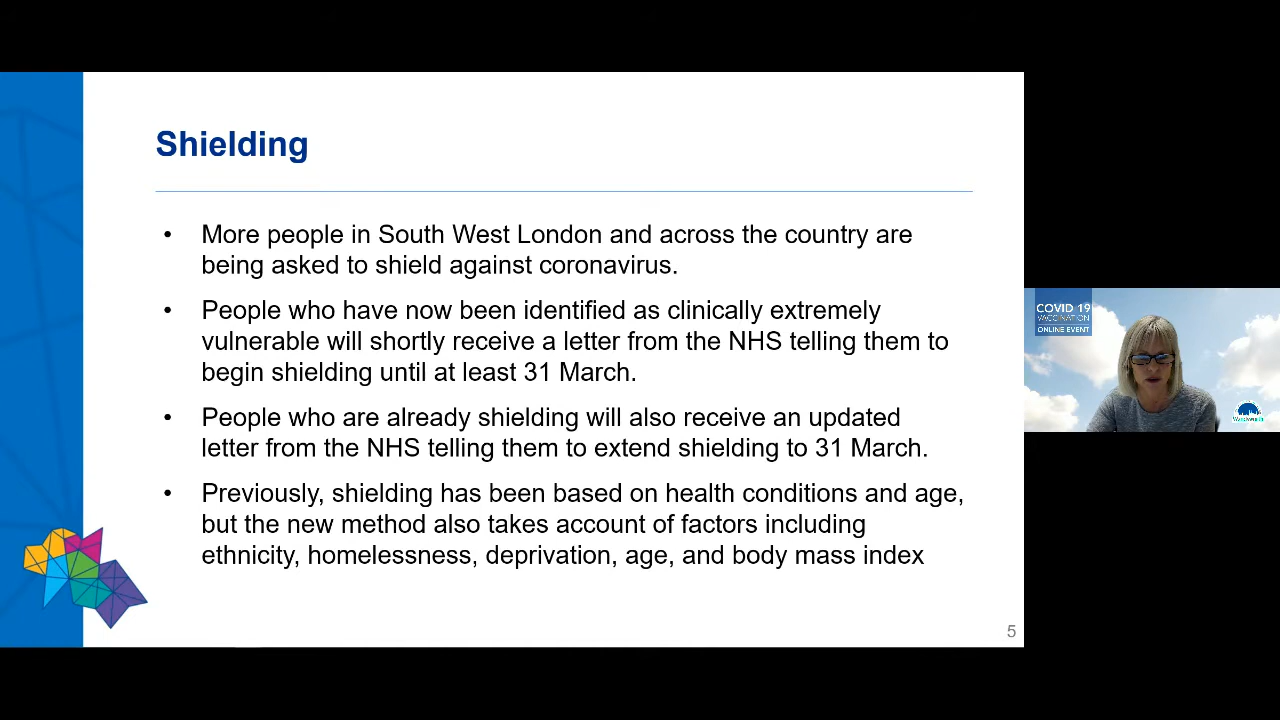 Shielding
• More people in South West London and across the country are
being asked to shield against coronavirus.
• People who have now been identified as clinically extremely
vulnerable will shortly receive a letter from the NHS telling them to
begin shielding until at least 31 March.
• People who are already shielding will also receive an updated
letter from the NHS telling them to extend shielding to 31 March.
• Previously, shielding has been based on health conditions and age,
but the new method also takes account of factors including
ethnicity, homelessness, deprivation, age, and body mass index
5
COVID 19
VACCINATION
ONLINE EVENT
Wandsworth